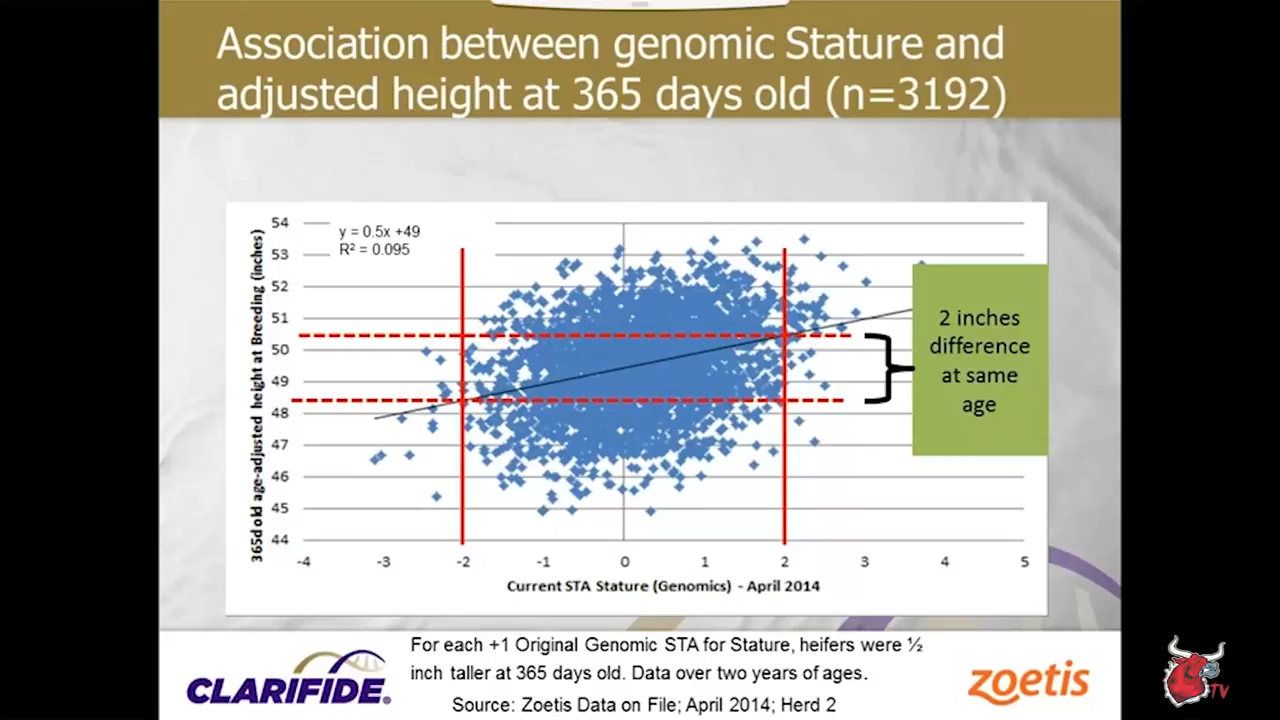 Association between genomic Stature and
adjusted height at 365 days old (n=3192)
y = 0.5x +49
R² = 0.095
54
53
52
51
50
49
48
47
46
45
44
365d old age-adjusted height at Breeding (inches)
-4 -3 -2 -1 0 1 2 3 4 5
Current STA Stature (Genomics) - April 2014
2 inches
difference
at same
age
For each +1 Original Genomic STA for Stature, heifers were ½
inch taller at 365 days old. Data over two years of ages.
Source: Zoetis Data on File; April 2014; Herd 2
CLARIFIDE®
zoetis
TV